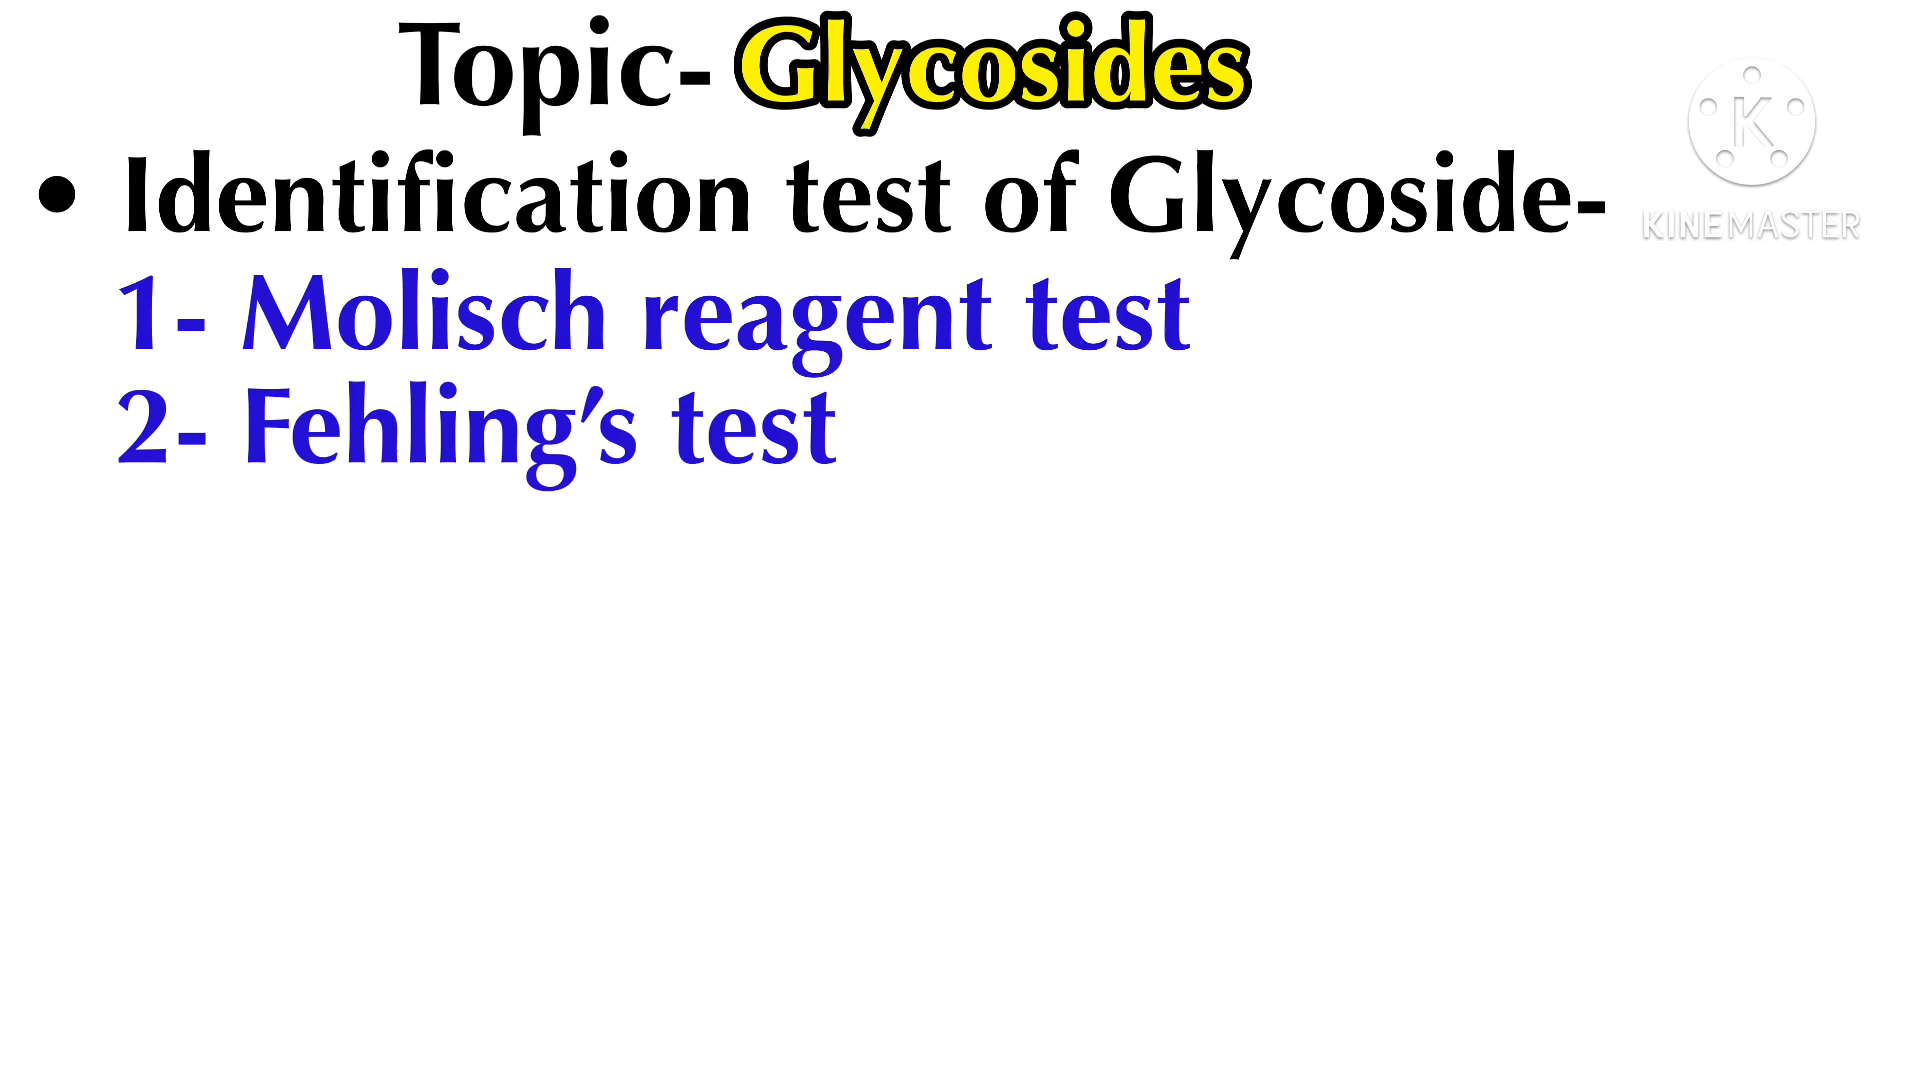 Topic- Glycosides
• Identification test of Glycoside-
1- Molisch reagent test
2- Fehling’s test
K
KINEMASTER